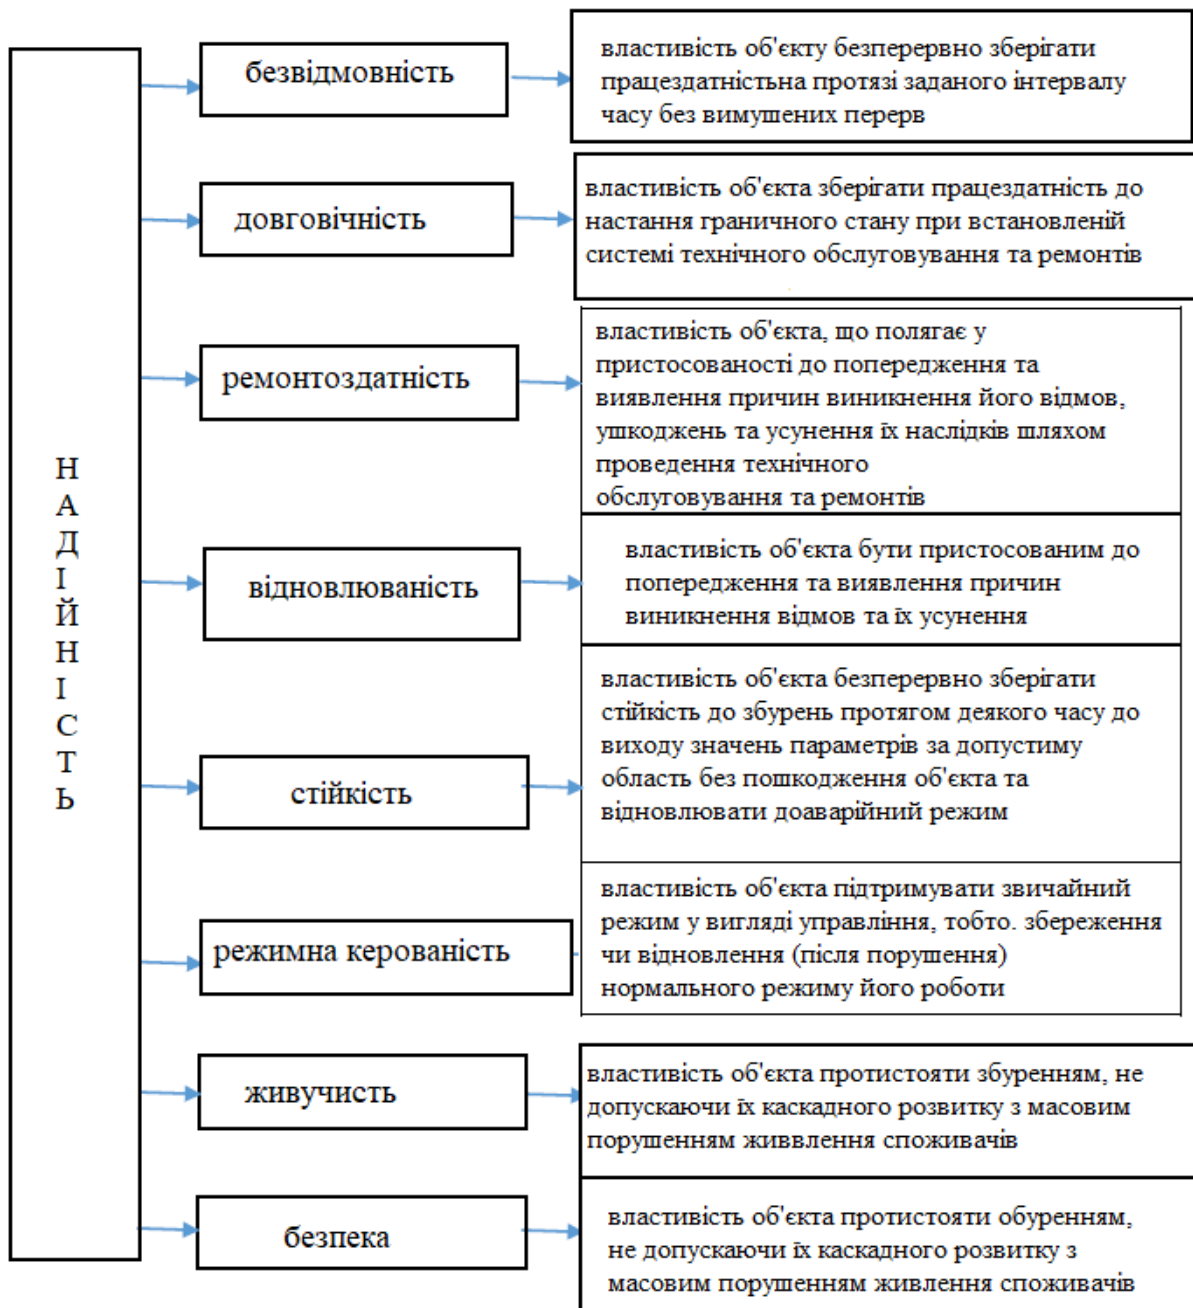 НАДІЙНІСТЬ
безвідмовність
властивість об'єкту безперервно зберігати
працездатністьна протязі заданого інтервалу
часу без вимушених перерв
довговічність
властивість об'єкта зберігати працездатність до
настання граничного стану при встановленій
системі технічного обслуговування та ремонтів
ремонтоздатність
властивість об'єкта, що полягає у
пристосованості до попередження та
виявлення причин виникнення його відмов,
ушкоджень та усунення їх наслідків шляхом
проведення технічного
обслуговування та ремонтів
відновлюваність
властивість об'єкта бути пристосованим до
попередження та виявлення причин
виникнення відмов та їх усунення
стійкість
властивість об'єкта безперервно зберігати
стійкість до збурень протягом деякого часу до
виходу значень параметрів за допустиму
область без пошкодження об'єкта та
відновлювати доаварійний режим
режимна керованість
властивість об'єкта підтримувати звичайний
режим у вигляді управління, тобто. збереження
чи відновлення (після порушення)
нормального режиму його роботи
живучисть
властивість об'єкта протистояти збуренням, не
допускаючи їх каскадного розвитку з масовим
порушенням живвлення споживачів
безпека
властивість об'єкта протистояти обуренням,
не допускаючи їх каскадного розвитку з
масовим порушенням живлення споживачів